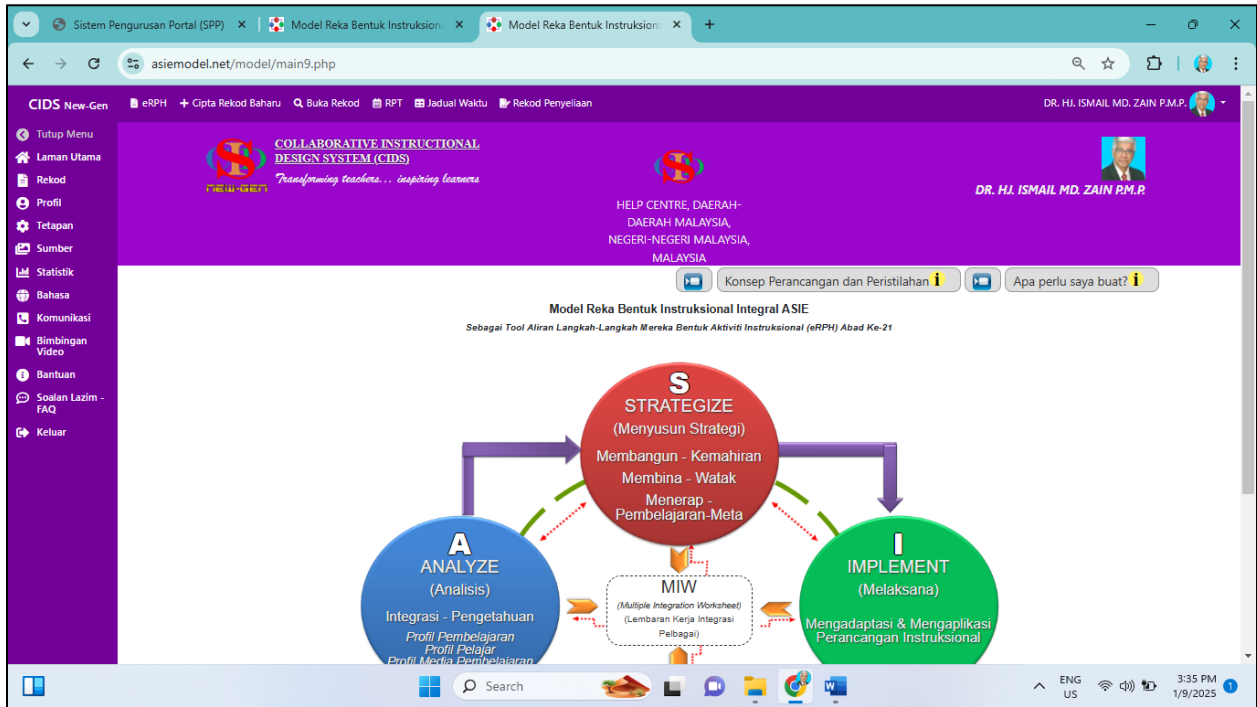 Sistem Pengurusan Portal (SPP)
Model Reka Bentuk Instruksion
Model Reka Bentuk Instruksiona
asiemodel.net/model/main9.php
CIDS New-Gen
eRPH
Cipta Rekod Baharu
Buka Rekod
RPT
Jadual Waktu
Rekod Penyeliaan
DR. HJ. ISMAIL MD. ZAIN P.M.P.
Tutup Menu
Laman Utama
Rekod
Profil
Tetapan
Sumber
Statistik
Bahasa
Komunikasi
Bimbingan
Video
Bantuan
Soalan Lazim -
FAQ
Keluar
NEW-GEN
COLLABORATIVE INSTRUCTIONAL
DESIGN SYSTEM (CIDS)
Transforming teachers... inspiring learners
HELP CENTRE, DAERAH-
DAERAH MALAYSIA,
NEGERI-NEGERI MALAYSIA,
MALAYSIA
DR. HJ. ISMAIL MD. ZAIN P.M.P.
Konsep Perancangan dan Peristilahan i
Apa perlu saya buat? i
Model Reka Bentuk Instruksional Integral ASIE
Sebagai Tool Aliran Langkah-Langkah Mereka Bentuk Aktiviti Instruksional (eRPH) Abad Ke-21
S
STRATEGIZE
(Menyusun Strategi)
Membangun - Kemahiran
Membina - Watak
Menerap -
Pembelajaran-Meta
A
ANALYZE
(Analisis)
Integrasi - Pengetahuan
Profil Pembelajaran
Profil Pelajar
Profil Media Pembelajaran
MIW
(Multiple Integration Worksheet)
(Lembaran Kerja Integrasi
Pelbagai)
I
IMPLEMENT
(Melaksana)
Mengadaptasi & Mengaplikasi
Perancangan Instruksional
Search
ENG
US
3:35 PM
1/9/2025
1